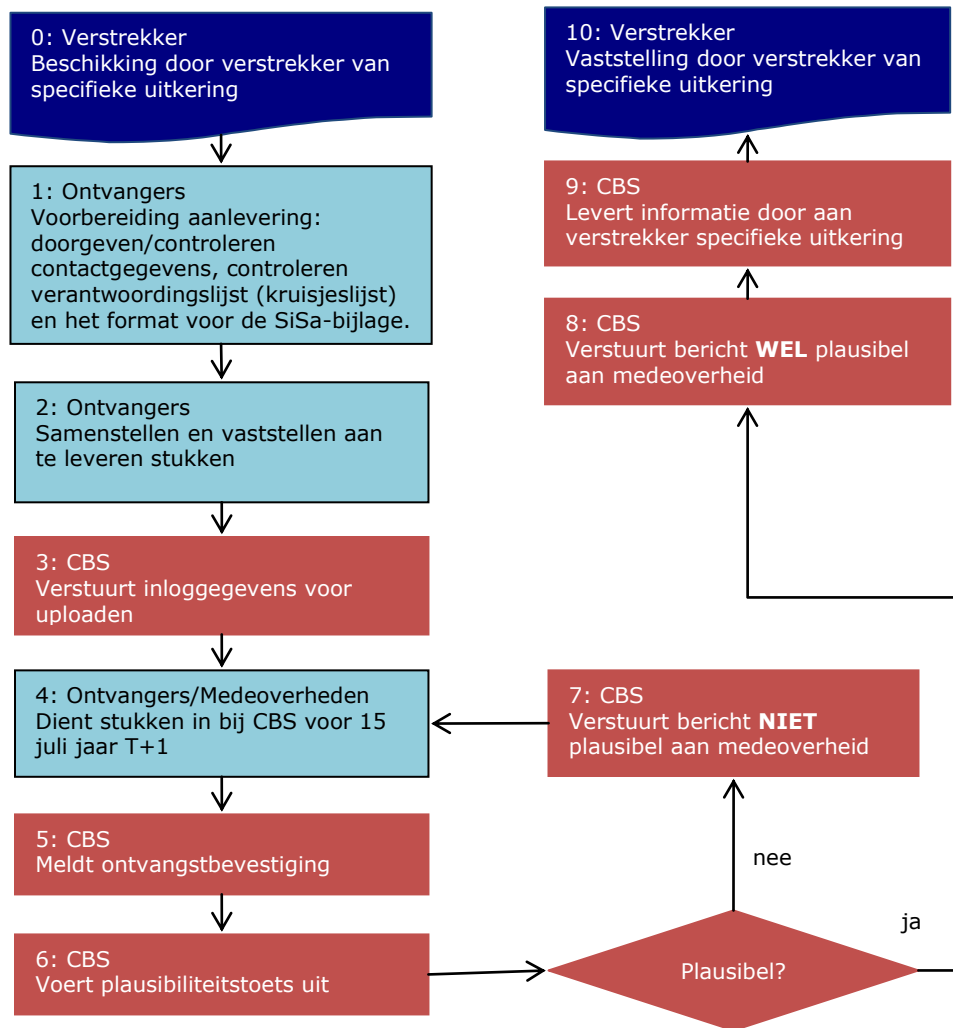 0: Verstrekker
Beschikking door verstrekker van
specifieke uitkering
1: Ontvangers
Voorbereiding aanlevering:
doorgeven/controleren
contactgegevens, controleren
verantwoordingslijst (kruisjeslijst)
en het format voor de SiSa-bijlage.
2: Ontvangers
Samenstellen en vaststellen aan
te leveren stukken
3: CBS
Verstuurt inloggegevens voor
uploaden
4: Ontvangers/Medeoverheden
Dient stukken in bij CBS voor 15
juli jaar T+1
5: CBS
Meldt ontvangstbevestiging
6: CBS
Voert plausibiliteitstoets uit
Plausibel?
nee
ja
7: CBS
Verstuurt bericht NIET
plausibel aan medeoverheid
8: CBS
Verstuurt bericht WEL plausibel
aan medeoverheid
9: CBS
Levert informatie door aan
verstrekker specifieke uitkering
10: Verstrekker
Vaststelling door verstrekker van
specifieke uitkering